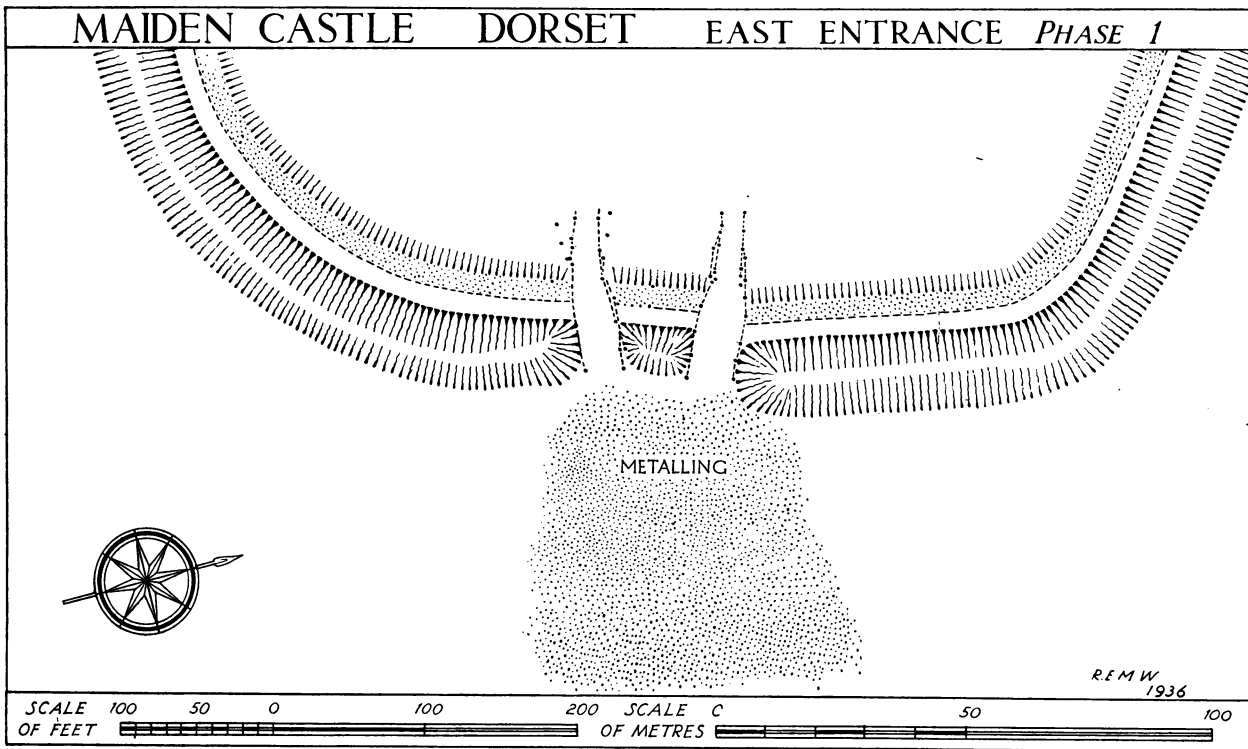 MAIDEN CASTLE DORSET EAST ENTRANCE PHASE 1
METALLING
R.E M W
1936
SCALE OF FEET 100 50 0 100 200
SCALE OF METRES C 50 100